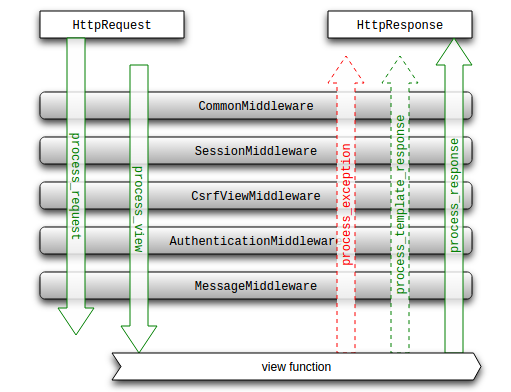 HttpRequest
HttpResponse
CommonMiddleware
SessionMiddleware
CsrfViewMiddleware
AuthenticationMiddleware
MessageMiddleware
process_request
process_view
process_exception
process_template_response
process_response
view function